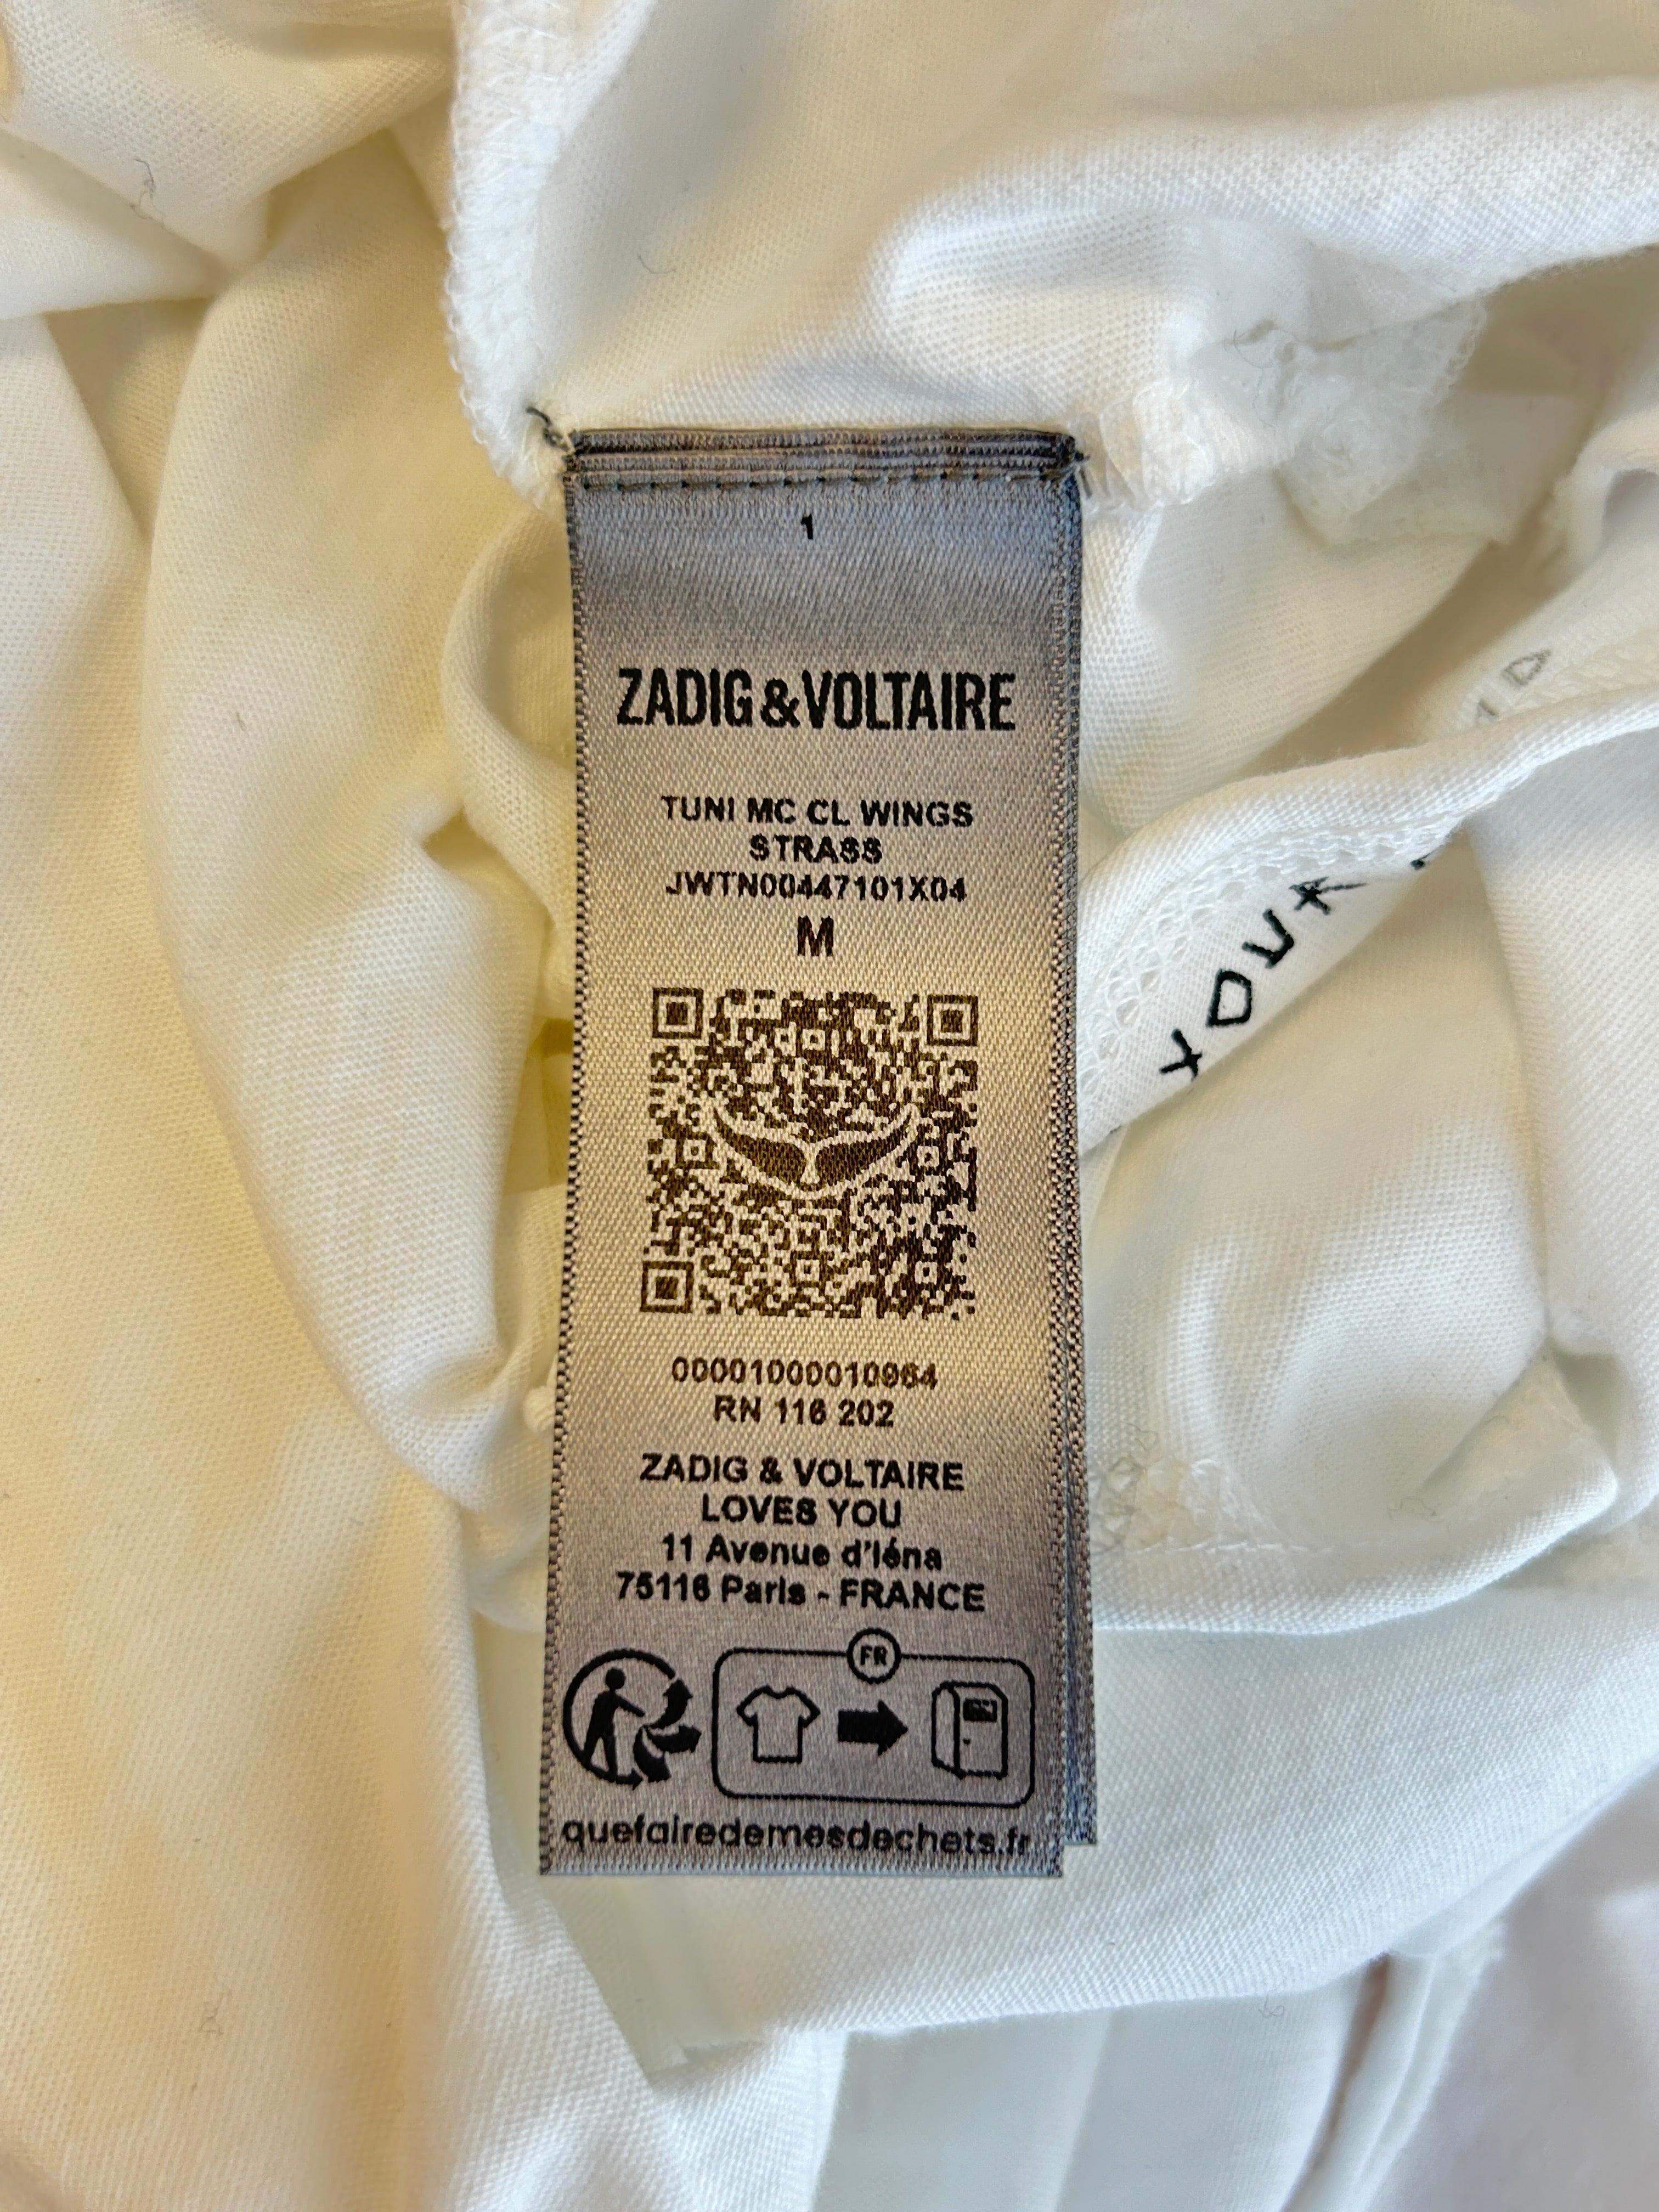 1
ZADIG&VOLTAIRE
TUNI MC CL WINGS
STRASS
JWTN00447101X04
M
00001000010964
RN 116 202
ZADIG & VOLTAIRE
LOVES YOU
11 Avenue d'Iéna
75116 Paris - FRANCE
FR
quefairedemesdechets.fr